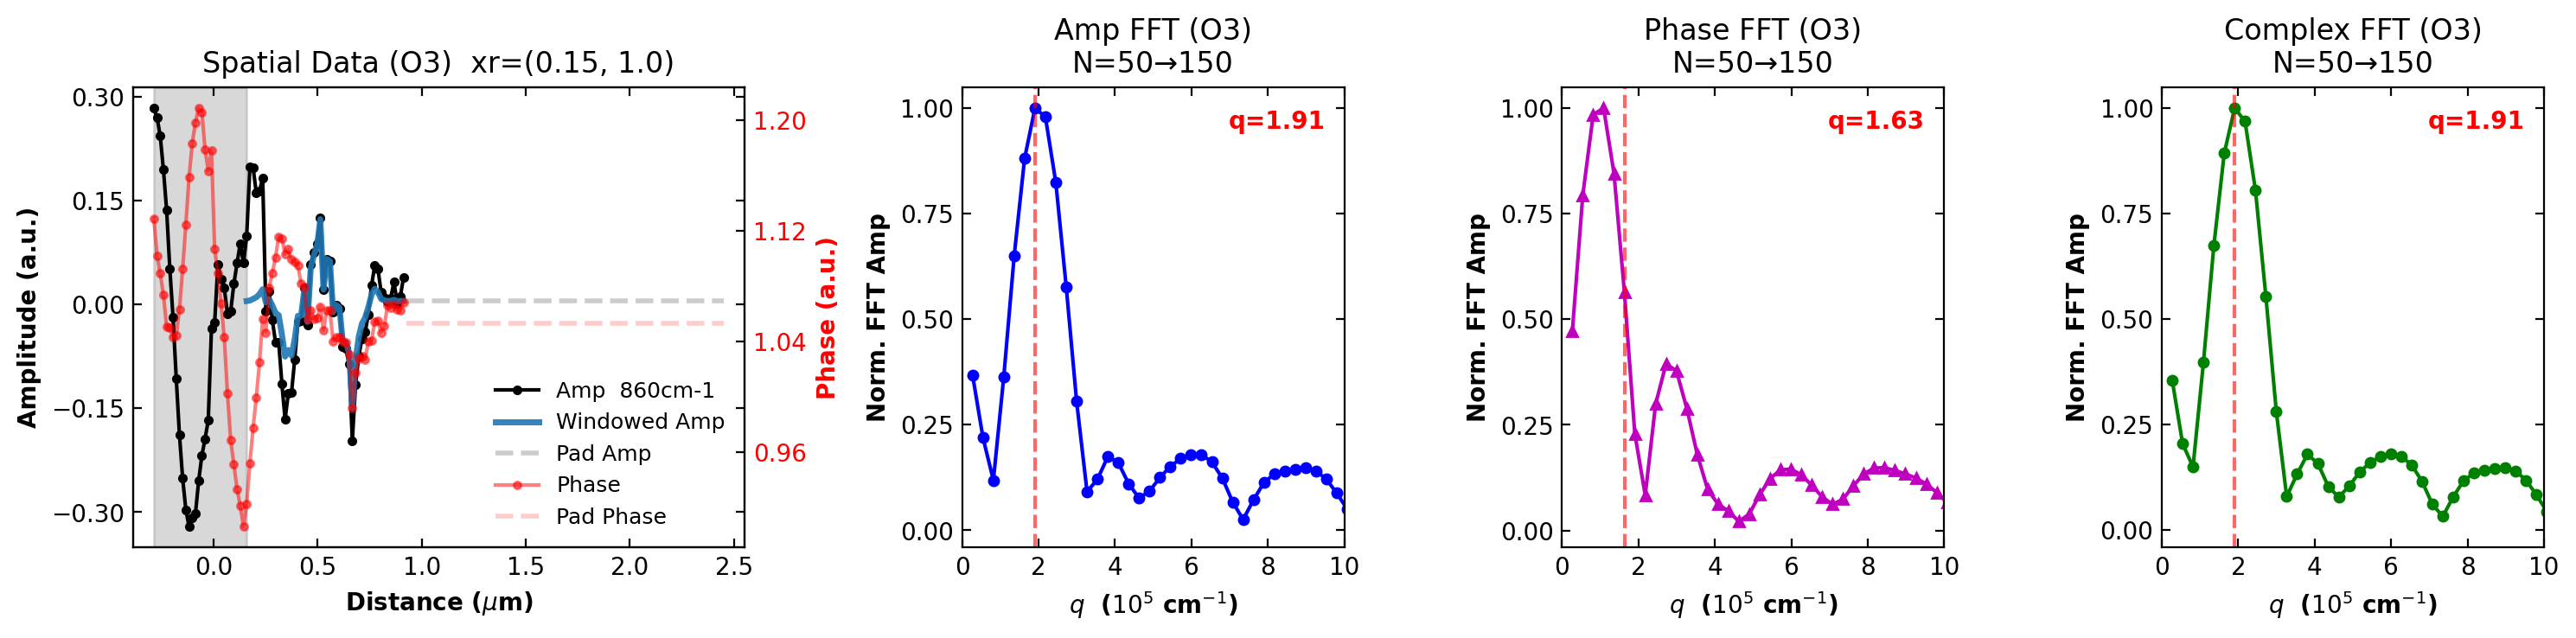 Spatial Data (O3)  xr=(0.15, 1.0)
Amplitude (a.u.)
0.30
0.15
0.00
−0.15
−0.30
0.0 0.5 1.0 1.5 2.0 2.5
Distance (μm)
1.20
1.12
1.04
0.96
Phase (a.u.)
Amp  860cm-1
Windowed Amp
Pad Amp
Phase
Pad Phase
Amp FFT (O3)
N=50→150
Norm. FFT Amp
1.00
0.75
0.50
0.25
0.00
q=1.91
0 2 4 6 8 10
q (10⁵ cm⁻¹)
Phase FFT (O3)
N=50→150
Norm. FFT Amp
1.00
0.75
0.50
0.25
0.00
q=1.63
0 2 4 6 8 10
q (10⁵ cm⁻¹)
Complex FFT (O3)
N=50→150
Norm. FFT Amp
1.00
0.75
0.50
0.25
0.00
q=1.91
0 2 4 6 8 10
q (10⁵ cm⁻¹)